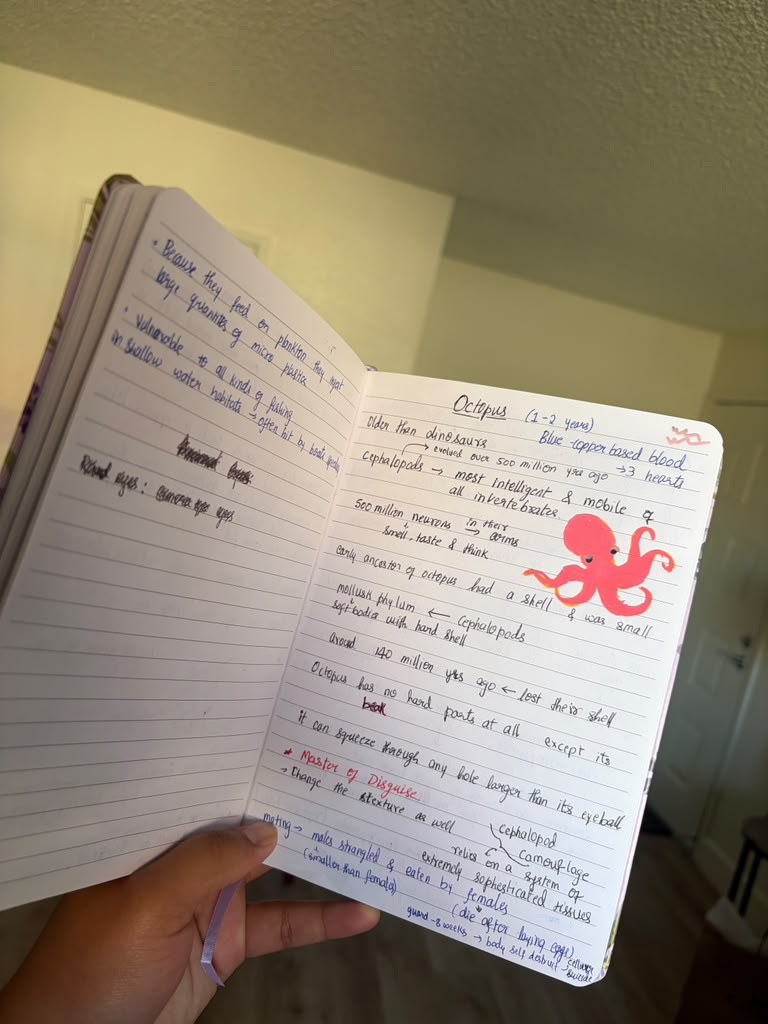 • Because they feed on plankton they
large quantities of micro plastics
• Vulnerable to all kinds of fishing
in shallow water habitats → often hit by boats
Octopus (1-2 years)
Older than dinosaurs Blue-copper based blood
→ evolved over 500 million yrs ago → 3 hearts
Cephalopods → most intelligent & mobile of
all invertebrates
500 million neurons → in their arms
smell, taste & think
early ancestor of octopus had a shell & was small
mollusk phylum ← Cephalopods
soft bodia with hard shell
around 140 million yrs ago ← lost their shell
Octopus has no hard parts at all except its
beak
it can squeeze through any hole larger than its eyeball
* Master of Disguise
→ Change the texture as well
Cephalopod
Camouflage
relies on a system of
extremely sophisticated tissues
mating → males strangled & eaten by females
(smaller than female) (die after laying eggs)
guard -8 weeks → body self destruct - cellular
suicide